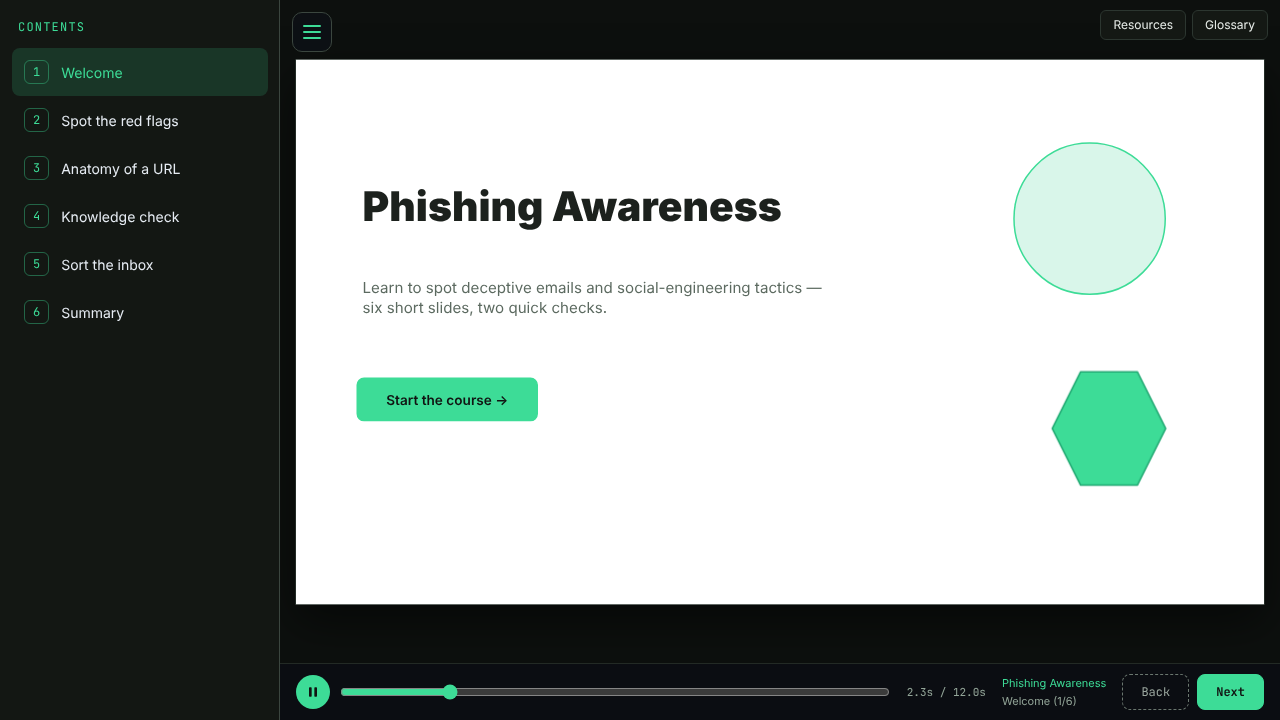 CONTENTS
1 Welcome
2 Spot the red flags
3 Anatomy of a URL
4 Knowledge check
5 Sort the inbox
6 Summary
Resources Glossary
Phishing Awareness
Learn to spot deceptive emails and social-engineering tactics —
six short slides, two quick checks.
Start the course →
2.3s / 12.0s
Phishing Awareness
Welcome (1/6)
Back
Next